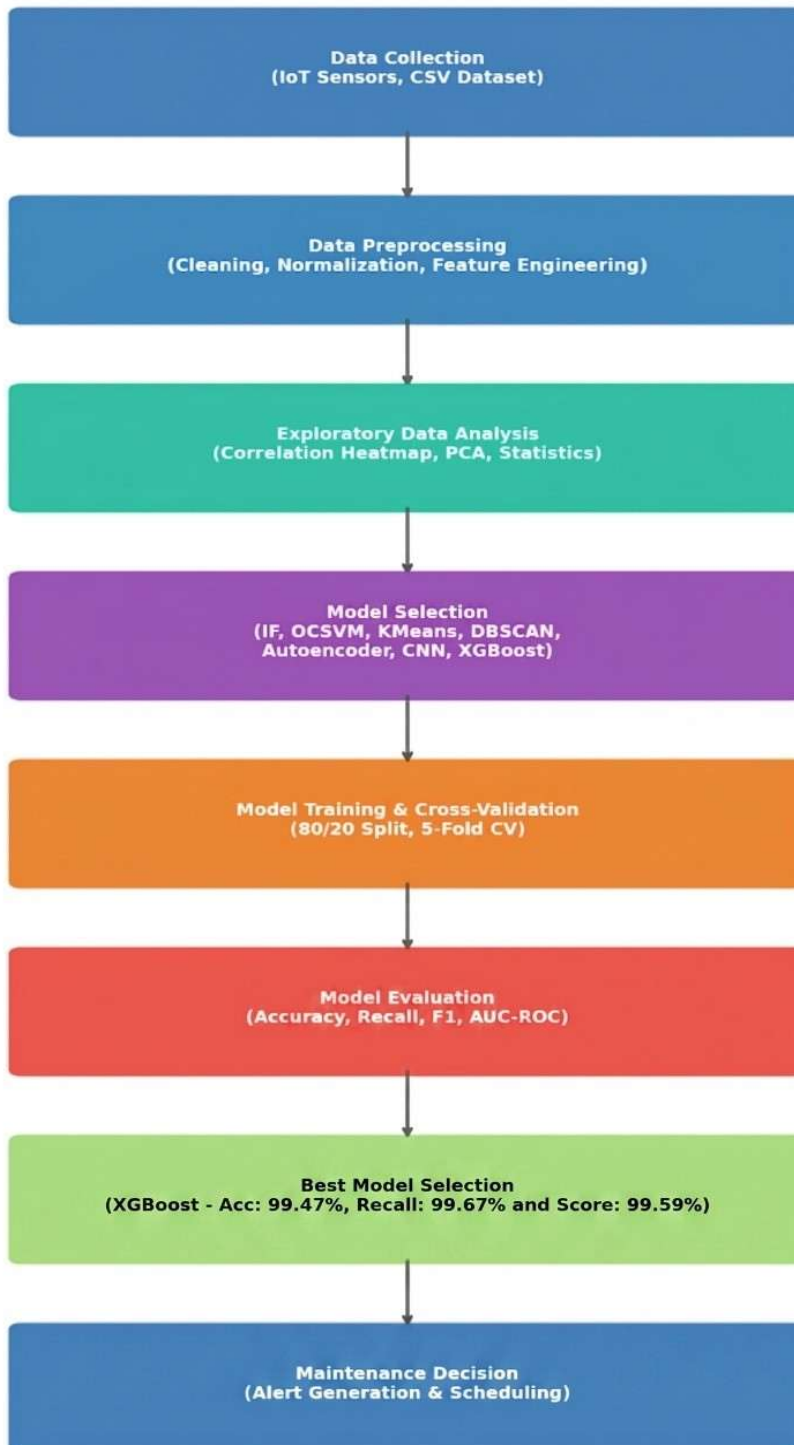 Data Collection
(IoT Sensors, CSV Dataset)
Data Preprocessing
(Cleaning, Normalization, Feature Engineering)
Exploratory Data Analysis
(Correlation Heatmap, PCA, Statistics)
Model Selection
(IF, OCSVM, KMeans, DBSCAN,
Autoencoder, CNN, XGBoost)
Model Training & Cross-Validation
(80/20 Split, 5-Fold CV)
Model Evaluation
(Accuracy, Recall, F1, AUC-ROC)
Best Model Selection
(XGBoost - Acc: 99.47%, Recall: 99.67% and Score: 99.59%)
Maintenance Decision
(Alert Generation & Scheduling)